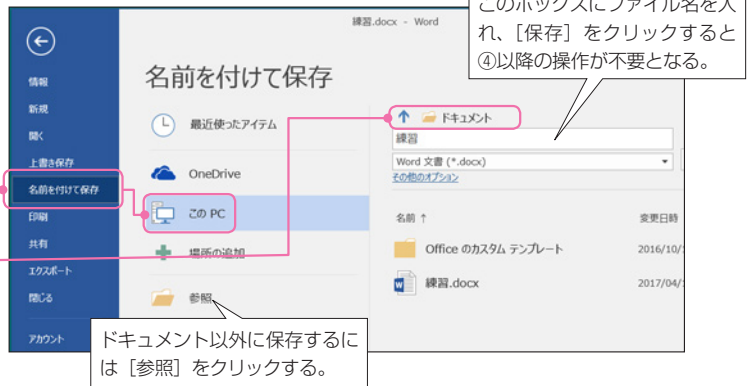 このボックスにファイル名を入
れ、［保存］をクリックすると
④以降の操作が不要となる。
練習.docx - Word
情報
新規
開く
上書き保存
名前を付けて保存
印刷
共有
エクスポート
閉じる
アカウント
名前を付けて保存
最近使ったアイテム
OneDrive
この PC
場所の追加
参照
ドキュメント
練習
Word 文書 (*.docx)
その他のオプション
名前 ↑
変更日時
Office のカスタム テンプレート
2016/10/
練習.docx
2017/04/
ドキュメント以外に保存するに
は［参照］をクリックする。